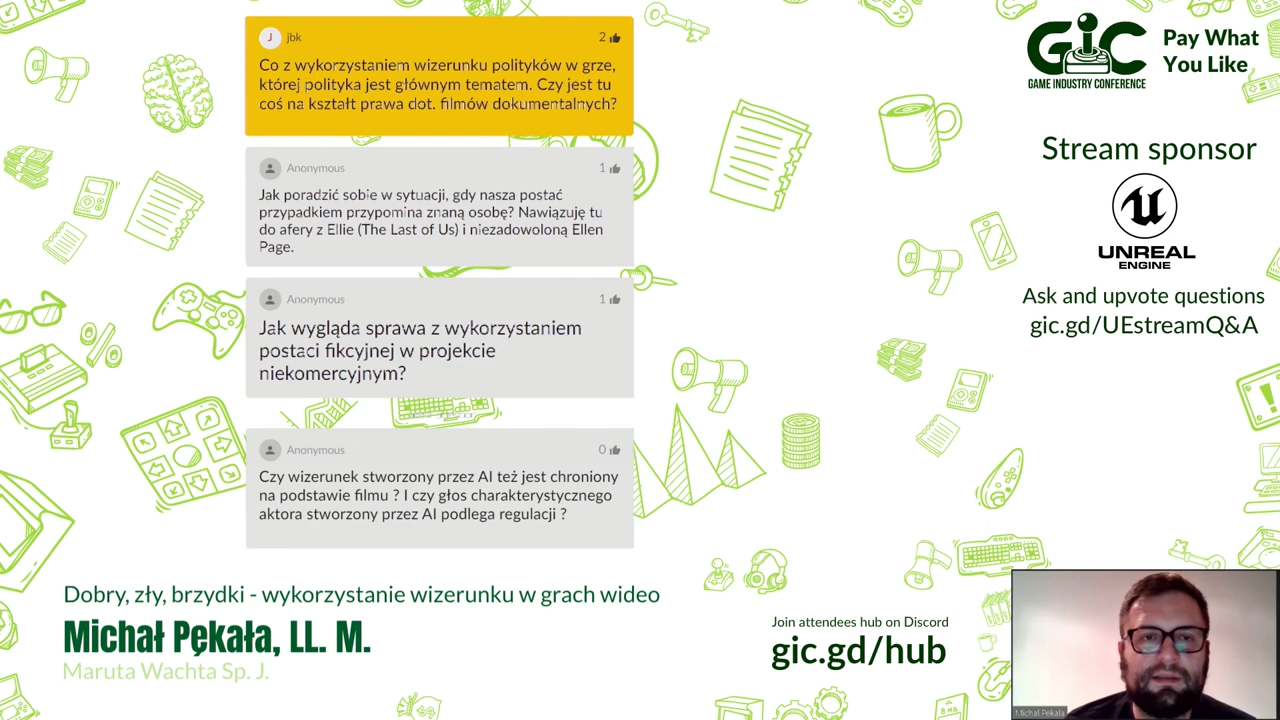 J jbk 2
Co z wykorzystaniem wizerunku polityków w grze,
której polityka jest głównym tematem. Czy jest tu
coś na kształt prawa dot. filmów dokumentalnych?
Anonymous 1
Jak poradzić sobie w sytuacji, gdy nasza postać
przypadkiem przypomina znaną osobę? Nawiązuję tu
do afery z Ellie (The Last of Us) i niezadowoloną Ellen
Page.
Anonymous 1
Jak wygląda sprawa z wykorzystaniem
postaci fikcyjnej w projekcie
niekomercyjnym?
Anonymous 0
Czy wizerunek stworzony przez AI też jest chroniony
na podstawie filmu ? I czy głos charakterystycznego
aktora stworzony przez AI podlega regulacji ?
Dobry, zły, brzydki - wykorzystanie wizerunku w grach wideo
Michał Pękała, LL. M.
Maruta Wachta Sp. J.
GIC
GAME INDUSTRY CONFERENCE
Pay What
You Like
Stream sponsor
UNREAL
ENGINE
Ask and upvote questions
gic.gd/UEstreamQ&A
Join attendees hub on Discord
gic.gd/hub
Michał Pękała